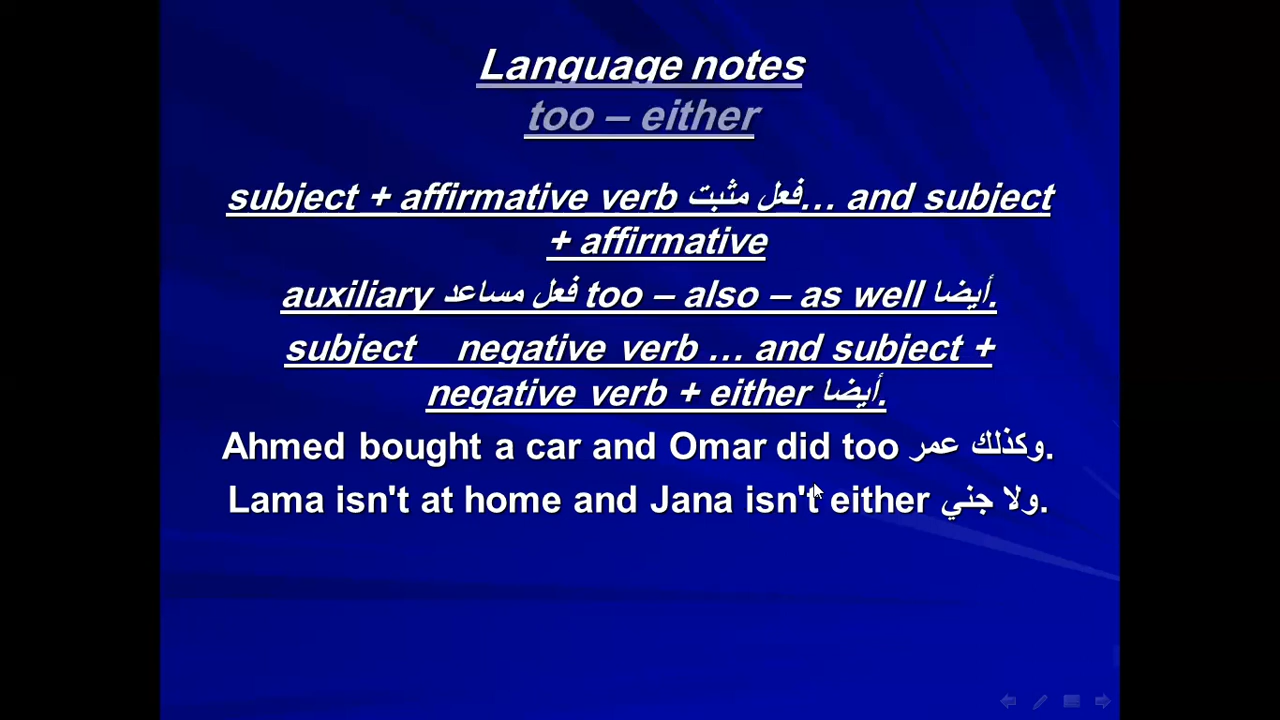 Language notes
too – either
subject + affirmative verb فعل مثبت… and subject
+ affirmative
auxiliary فعل مساعد too – also – as well أيضا.
subject negative verb … and subject +
negative verb + either أيضا.
Ahmed bought a car and Omar did too وكذلك عمر.
Lama isn't at home and Jana isn't either ولا جني.